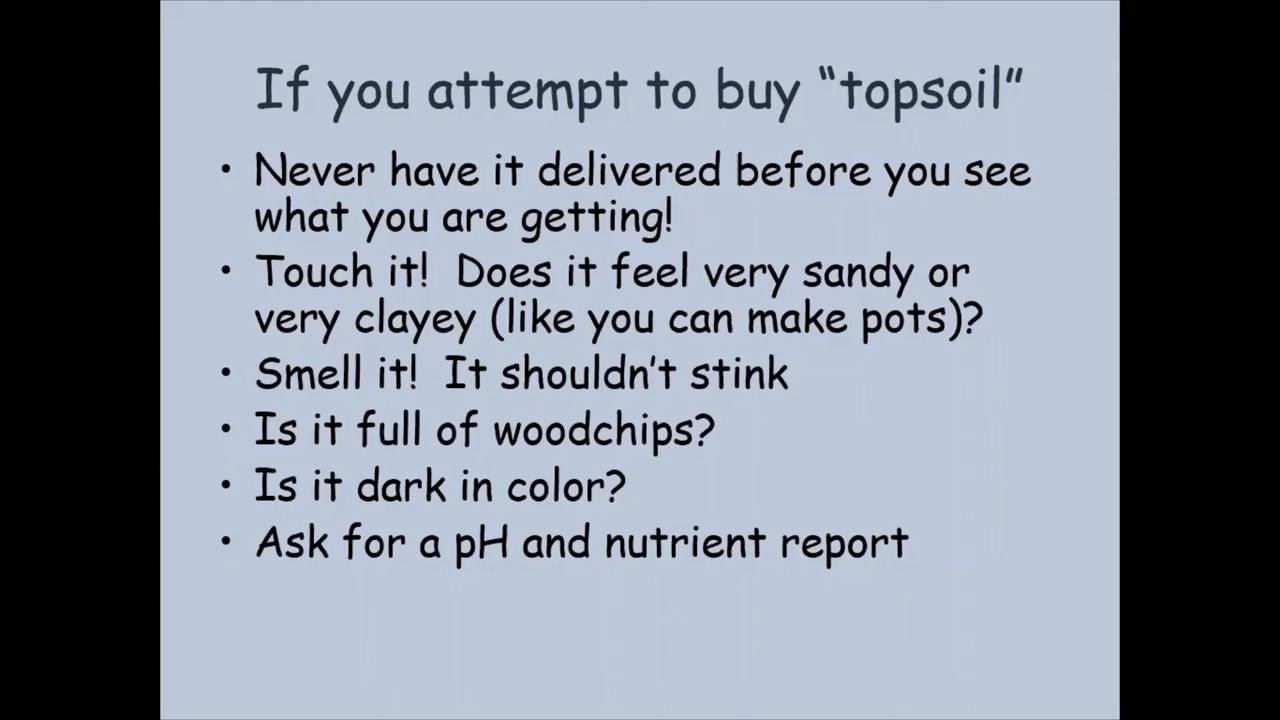 If you attempt to buy “topsoil”
• Never have it delivered before you see
what you are getting!
• Touch it!  Does it feel very sandy or
very clayey (like you can make pots)?
• Smell it!  It shouldn’t stink
• Is it full of woodchips?
• Is it dark in color?
• Ask for a pH and nutrient report